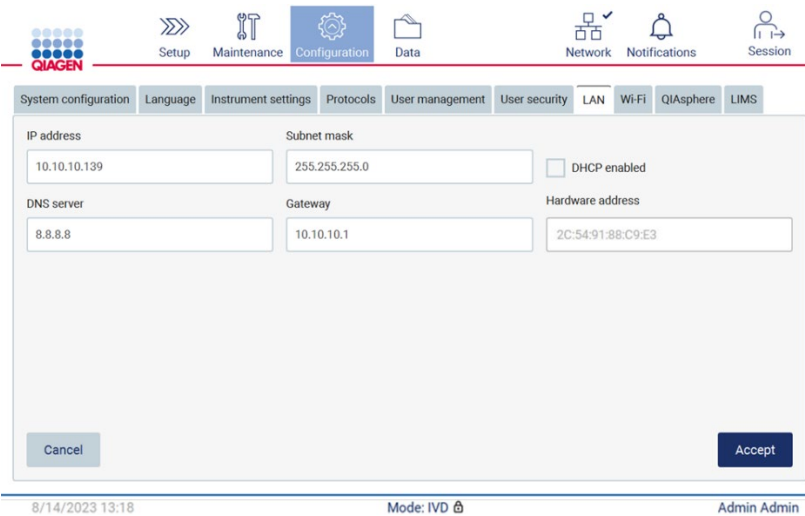 QIAGEN
Setup Maintenance Configuration Data Network Notifications Session
System configuration Language Instrument settings Protocols User management User security LAN Wi-Fi QIAsphere LIMS
IP address Subnet mask
10.10.10.139 255.255.255.0 DHCP enabled
DNS server Gateway Hardware address
8.8.8.8 10.10.10.1 2C:54:91:88:C9:E3
Cancel Accept
8/14/2023 13:18 Mode: IVD Admin Admin